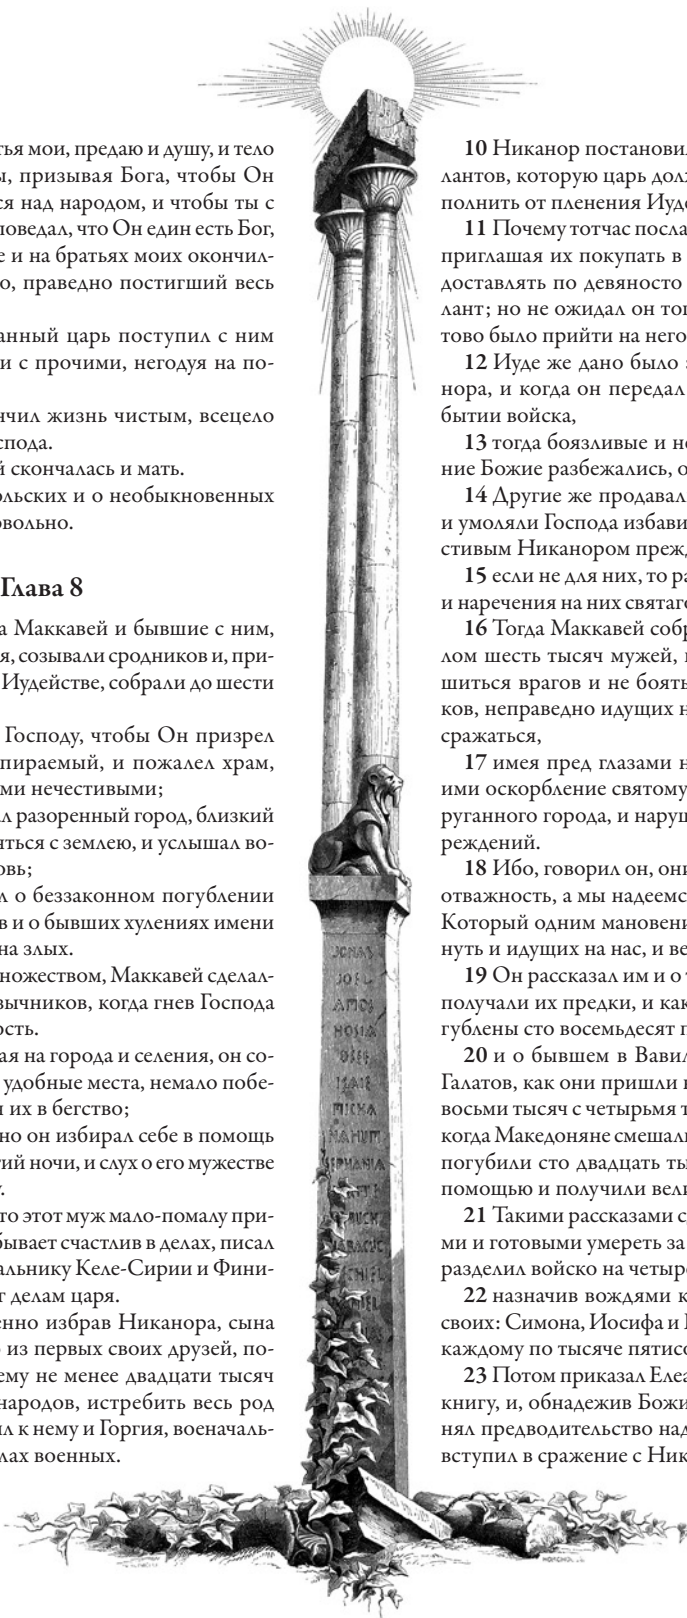 тья мои, предаю и душу, и тело
ы, призывая Бога, чтобы Он
ся над народом, и чтобы ты с
поведал, что Он един есть Бог,
е и на братьях моих окончил-
о, праведно постигший весь
анный царь поступил с ним
и с прочими, негодуя на по-
нчил жизнь чистым, всецело
спода.
й скончалась и мать.
ольских и о необыкновенных
овольно.
Глава 8
а Маккавей и бывшие с ним,
я, созывали сродников и, при-
Иудействе, собрали до шести
Господу, чтобы Он призрел
пираемый, и пожалел храм,
ми нечестивыми;
л разоренный город, близкий
яться с землею, и услышал во-
овь;
л о беззаконном погублении
в и о бывших хулениях имени
на злых.
ножеством, Маккавей сделал-
зычников, когда гнев Господа
ость.
ая на города и селения, он со-
удобные места, немало побе-
л их в бегство;
но он избирал себе в помощь
тий ночи, и слух о его мужестве
у.
то этот муж мало-помалу при-
бывает счастлив в делах, писал
альнику Келе-Сирии и Фини-
г делам царя.
енно избрав Никанора, сына
из первых своих друзей, по-
ему не менее двадцати тысяч
народов, истребить весь род
ил к нему и Горгия, военачаль-
лах военных.
10 Никанор постановил
лантов, которую царь долж
полнить от пленения Иуде
11 Почему тотчас посла
приглашая их покупать в
доставлять по девяносто
лант; но не ожидал он тог
тово было прийти на него
12 Иуде же дано было з
нора, и когда он передал
бытии войска,
13 тогда боязливые и не
ние Божие разбежались, о
14 Другие же продавал
и умоляли Господа избави
стивым Никанором прежд
15 если не для них, то ра
и наречения на них святаго
16 Тогда Маккавей собр
лом шесть тысяч мужей,
шиться врагов и не боять
ков, неправедно идущих н
сражаться,
17 имея пред глазами н
ими оскорбление святому
руганного города, и наруш
реждений.
18 Ибо, говорил он, они
отважность, а мы надеемс
Который одним мановени
нуть и идущих на нас, и ве
19 Он рассказал им и о т
получали их предки, и как
гублены сто восемьдесят п
20 и о бывшем в Вавил
Галатов, как они пришли н
восьми тысяч с четырьмя т
когда Македоняне смешали
погубили сто двадцать ты
помощью и получили вели
21 Такими рассказами с
ми и готовыми умереть за
разделил войско на четыре
22 назначив вождями к
своих: Симона, Иосифа и
каждому по тысяче пятисо
23 Потом приказал Елеа
книгу, и, обнадежив Божи
нял предводительство над
вступил в сражение с Ник
JONAS
JOEL
AMOS
HOSIA
OSEE
ISAIE
MICHA
NAHUM